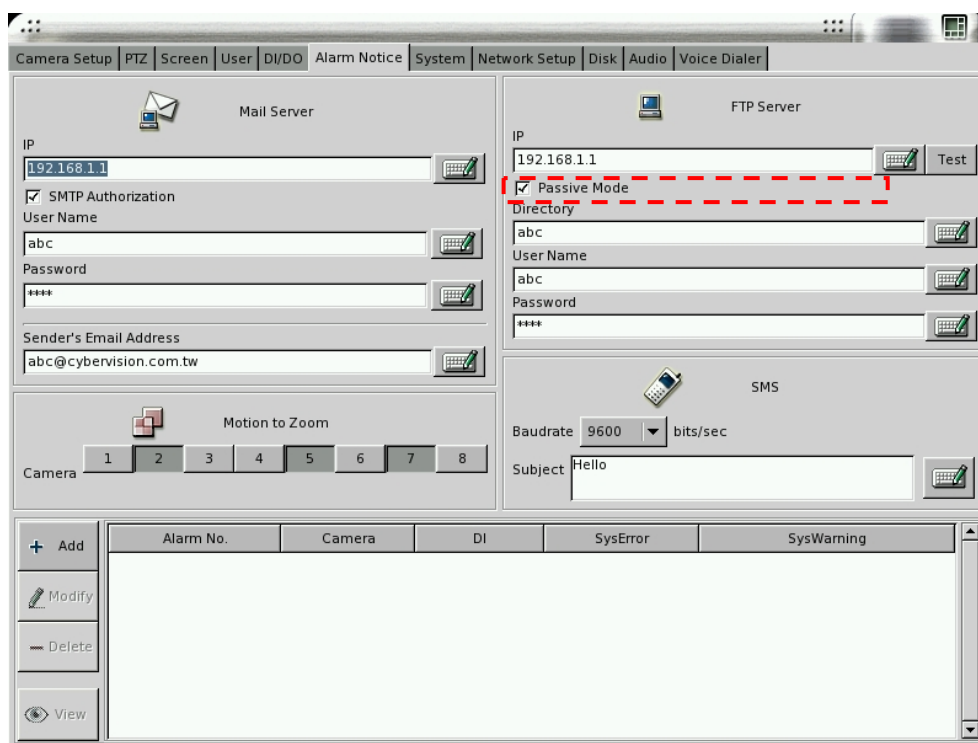 Camera Setup PTZ Screen User DI/DO Alarm Notice System Network Setup Disk Audio Voice Dialer
Mail Server
IP
192.168.1.1
SMTP Authorization
User Name
abc
Password
****
Sender's Email Address
abc@cybervision.com.tw
FTP Server
IP
192.168.1.1 Test
Passive Mode
Directory
abc
User Name
abc
Password
****
Motion to Zoom
Camera 1 2 3 4 5 6 7 8
SMS
Baudrate 9600 bits/sec
Subject Hello
Add
Modify
Delete
View
Alarm No. Camera DI SysError SysWarning